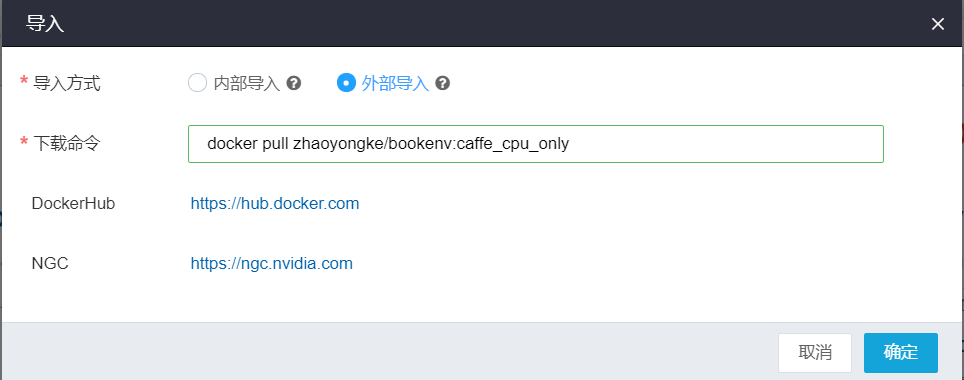 导入
* 导入方式 内部导入 外部导入
* 下载命令 docker pull zhaoyongke/bookenv:caffe_cpu_only
DockerHub https://hub.docker.com
NGC https://ngc.nvidia.com
取消 确定